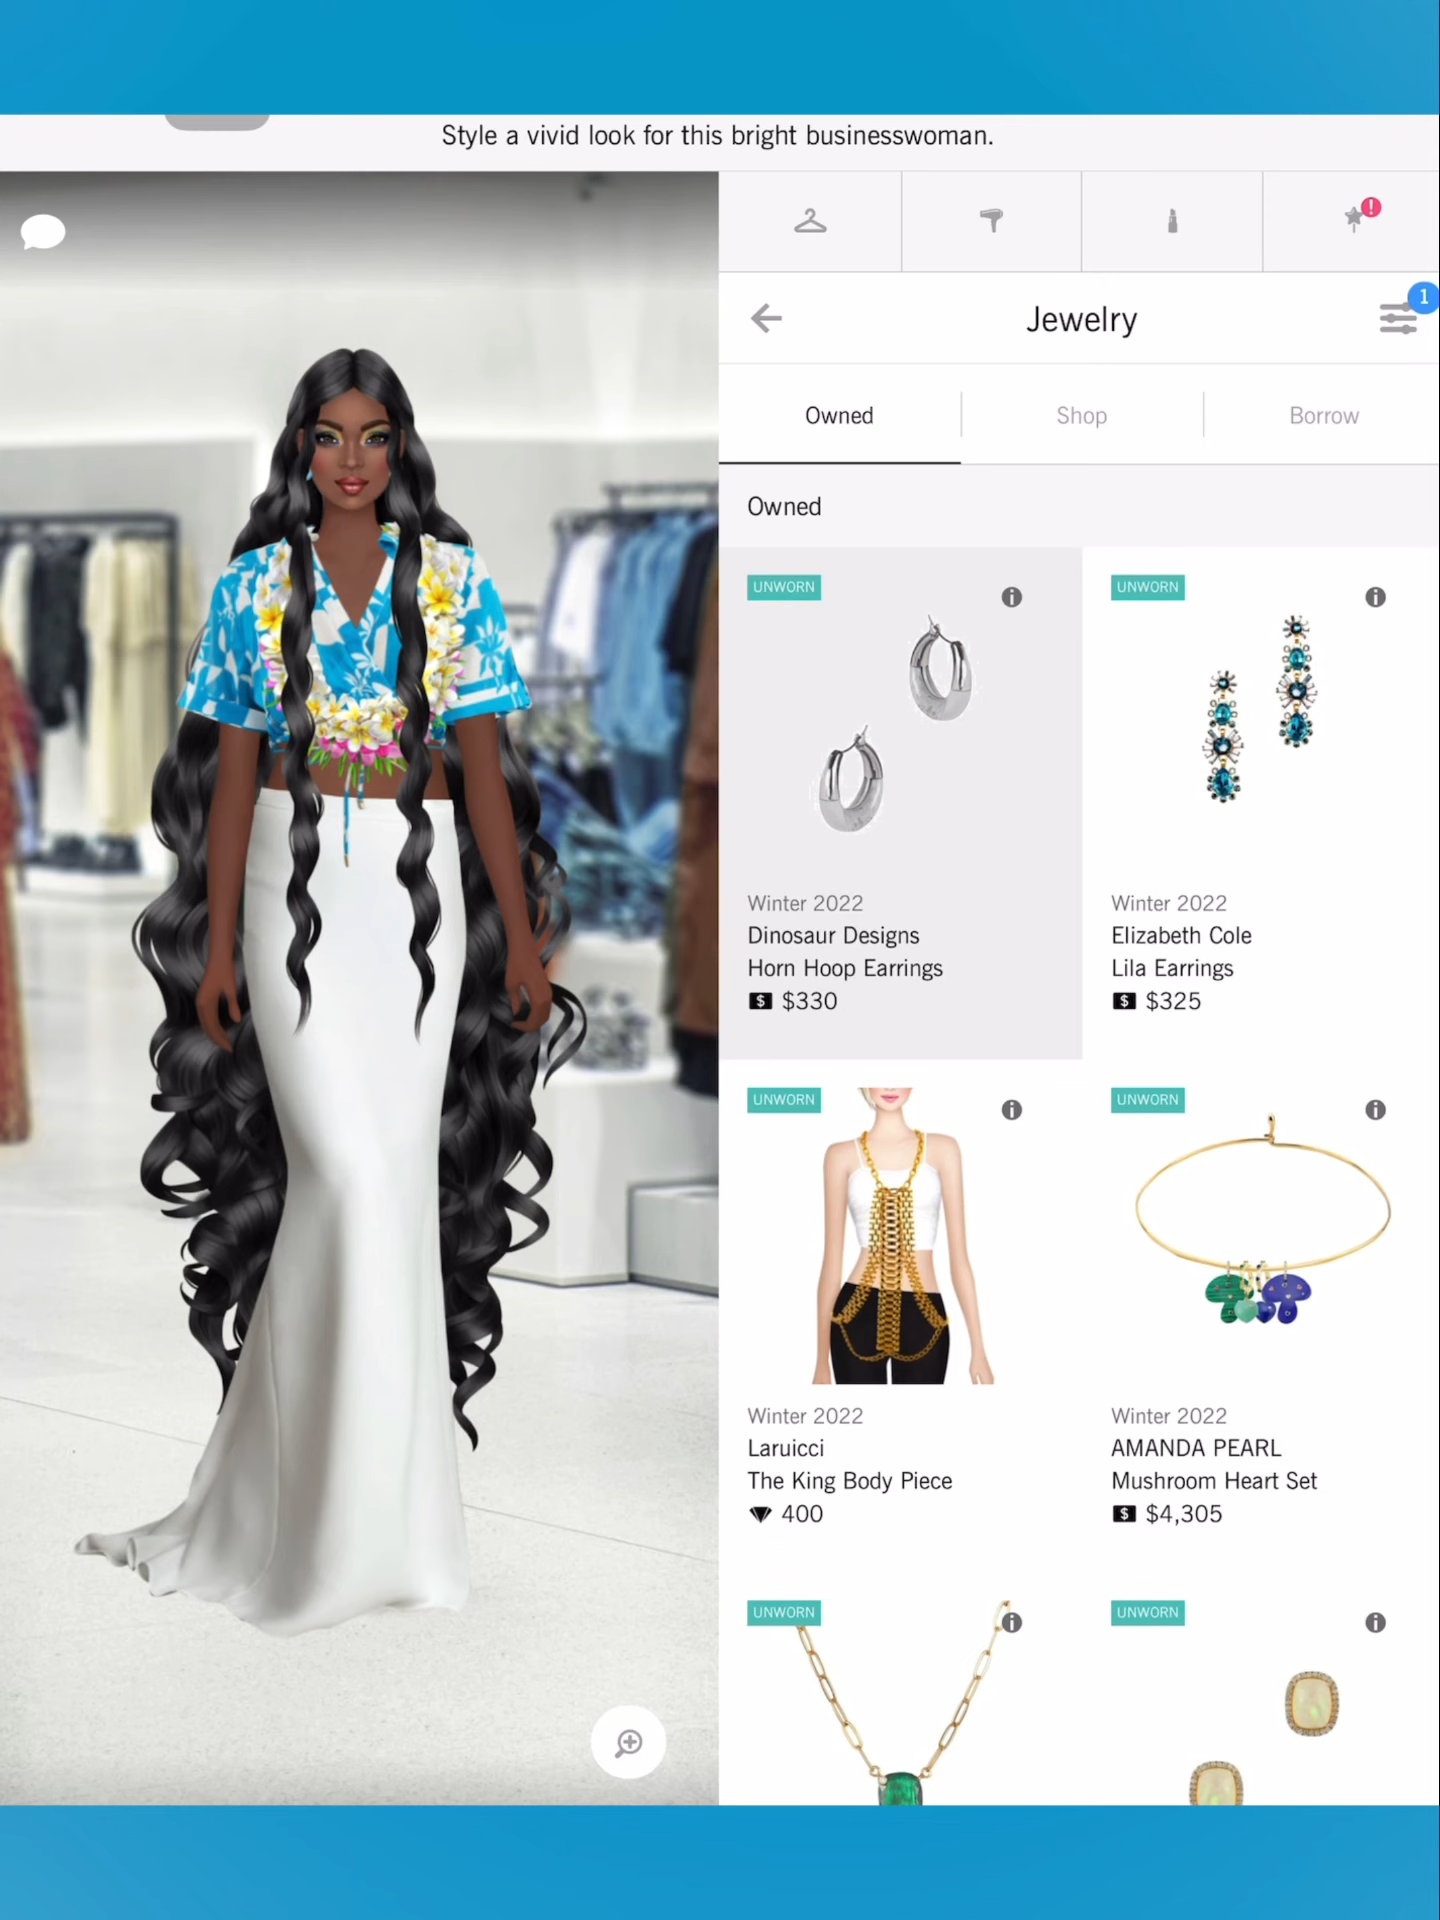 Style a vivid look for this bright businesswoman.
!
Jewelry
1
Owned
Shop
Borrow
Owned
UNWORN
UNWORN
Winter 2022
Dinosaur Designs
Horn Hoop Earrings
$ $330
Winter 2022
Elizabeth Cole
Lila Earrings
$ $325
UNWORN
UNWORN
Winter 2022
Laruicci
The King Body Piece
400
Winter 2022
AMANDA PEARL
Mushroom Heart Set
$ $4,305
UNWORN
UNWORN